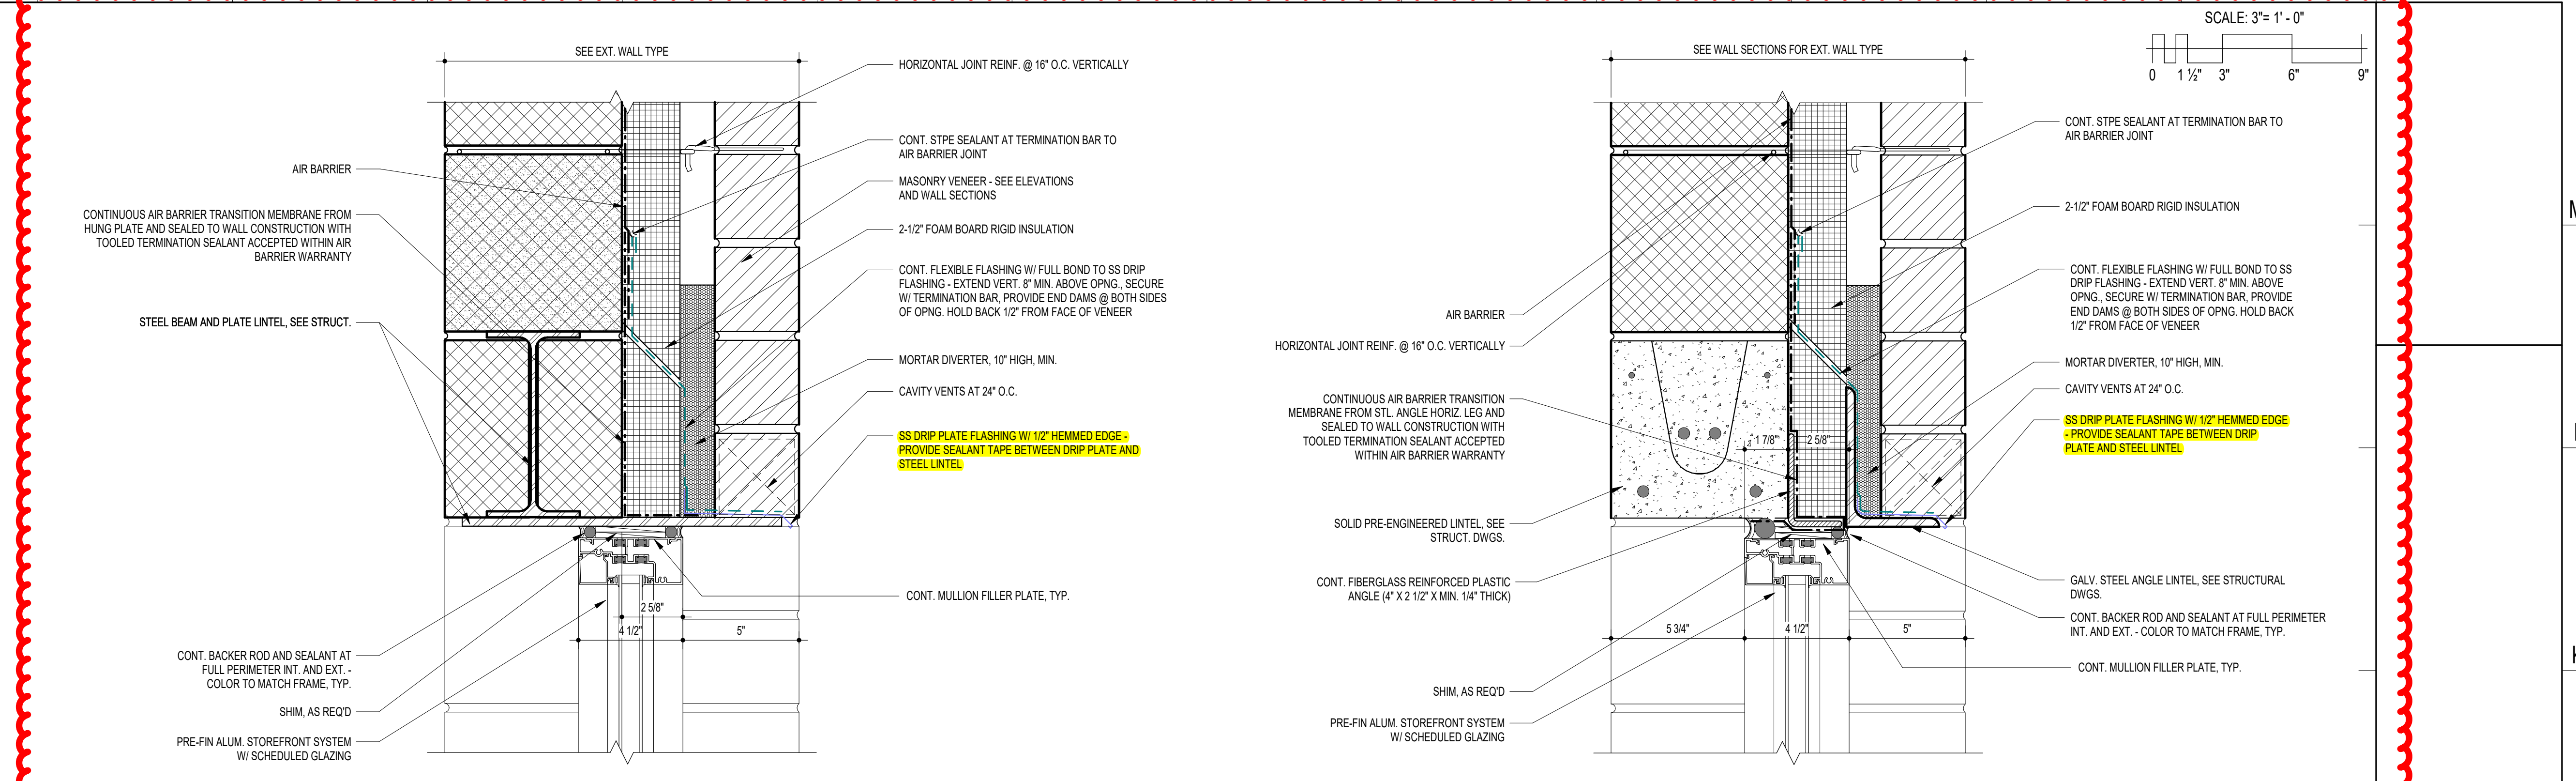 SEE EXT. WALL TYPE
HORIZONTAL JOINT REINF. @ 16" O.C. VERTICALLY
CONT. STPE SEALANT AT TERMINATION BAR TO
AIR BARRIER JOINT
MASONRY VENEER - SEE ELEVATIONS
AND WALL SECTIONS
2-1/2" FOAM BOARD RIGID INSULATION
CONT. FLEXIBLE FLASHING W/ FULL BOND TO SS DRIP
FLASHING - EXTEND VERT. 8" MIN. ABOVE OPNG., SECURE
W/ TERMINATION BAR, PROVIDE END DAMS @ BOTH SIDES
OF OPNG. HOLD BACK 1/2" FROM FACE OF VENEER
MORTAR DIVERTER, 10" HIGH, MIN.
CAVITY VENTS AT 24" O.C.
SS DRIP PLATE FLASHING W/ 1/2" HEMMED EDGE -
PROVIDE SEALANT TAPE BETWEEN DRIP PLATE AND
STEEL LINTEL
CONT. MULLION FILLER PLATE, TYP.
AIR BARRIER
CONTINUOUS AIR BARRIER TRANSITION MEMBRANE FROM
HUNG PLATE AND SEALED TO WALL CONSTRUCTION WITH
TOOLED TERMINATION SEALANT ACCEPTED WITHIN AIR
BARRIER WARRANTY
STEEL BEAM AND PLATE LINTEL, SEE STRUCT.
CONT. BACKER ROD AND SEALANT AT
FULL PERIMETER INT. AND EXT. -
COLOR TO MATCH FRAME, TYP.
SHIM, AS REQ'D
PRE-FIN ALUM. STOREFRONT SYSTEM
W/ SCHEDULED GLAZING
2 5/8"
4 1/2"
5"
SEE WALL SECTIONS FOR EXT. WALL TYPE
SCALE: 3"= 1' - 0"
0 1 ½" 3" 6" 9"
CONT. STPE SEALANT AT TERMINATION BAR TO
AIR BARRIER JOINT
2-1/2" FOAM BOARD RIGID INSULATION
CONT. FLEXIBLE FLASHING W/ FULL BOND TO SS
DRIP FLASHING - EXTEND VERT. 8" MIN. ABOVE
OPNG., SECURE W/ TERMINATION BAR, PROVIDE
END DAMS @ BOTH SIDES OF OPNG. HOLD BACK
1/2" FROM FACE OF VENEER
MORTAR DIVERTER, 10" HIGH, MIN.
CAVITY VENTS AT 24" O.C.
SS DRIP PLATE FLASHING W/ 1/2" HEMMED EDGE
- PROVIDE SEALANT TAPE BETWEEN DRIP
PLATE AND STEEL LINTEL
GALV. STEEL ANGLE LINTEL, SEE STRUCTURAL
DWGS.
CONT. BACKER ROD AND SEALANT AT FULL PERIMETER
INT. AND EXT. - COLOR TO MATCH FRAME, TYP.
CONT. MULLION FILLER PLATE, TYP.
AIR BARRIER
HORIZONTAL JOINT REINF. @ 16" O.C. VERTICALLY
CONTINUOUS AIR BARRIER TRANSITION
MEMBRANE FROM STL. ANGLE HORIZ. LEG AND
SEALED TO WALL CONSTRUCTION WITH
TOOLED TERMINATION SEALANT ACCEPTED
WITHIN AIR BARRIER WARRANTY
SOLID PRE-ENGINEERED LINTEL, SEE
STRUCT. DWGS.
CONT. FIBERGLASS REINFORCED PLASTIC
ANGLE (4" X 2 1/2" X MIN. 1/4" THICK)
SHIM, AS REQ'D
PRE-FIN ALUM. STOREFRONT SYSTEM
W/ SCHEDULED GLAZING
1 7/8" 2 5/8"
5 3/4" 4 1/2" 5"